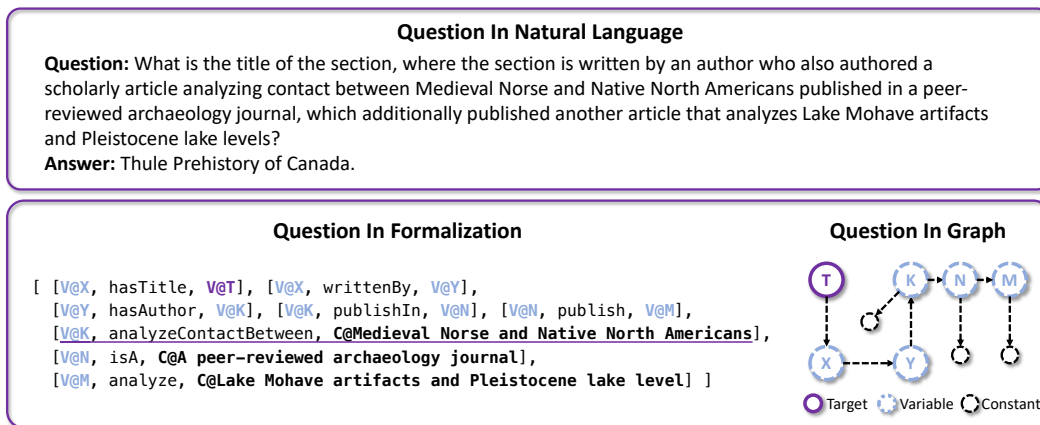 Question In Natural Language
Question: What is the title of the section, where the section is written by an author who also authored a
scholarly article analyzing contact between Medieval Norse and Native North Americans published in a peer-
reviewed archaeology journal, which additionally published another article that analyzes Lake Mohave artifacts
and Pleistocene lake levels?
Answer: Thule Prehistory of Canada.
Question In Formalization
[ [V@X, hasTitle, V@T], [V@X, writtenBy, V@Y],
[V@Y, hasAuthor, V@K], [V@K, publishIn, V@N], [V@N, publish, V@M],
[V@K, analyzeContactBetween, C@Medieval Norse and Native North Americans],
[V@N, isA, C@A peer-reviewed archaeology journal],
[V@M, analyze, C@Lake Mohave artifacts and Pleistocene lake level] ]
Question In Graph
T K N M
X Y
Target Variable Constant